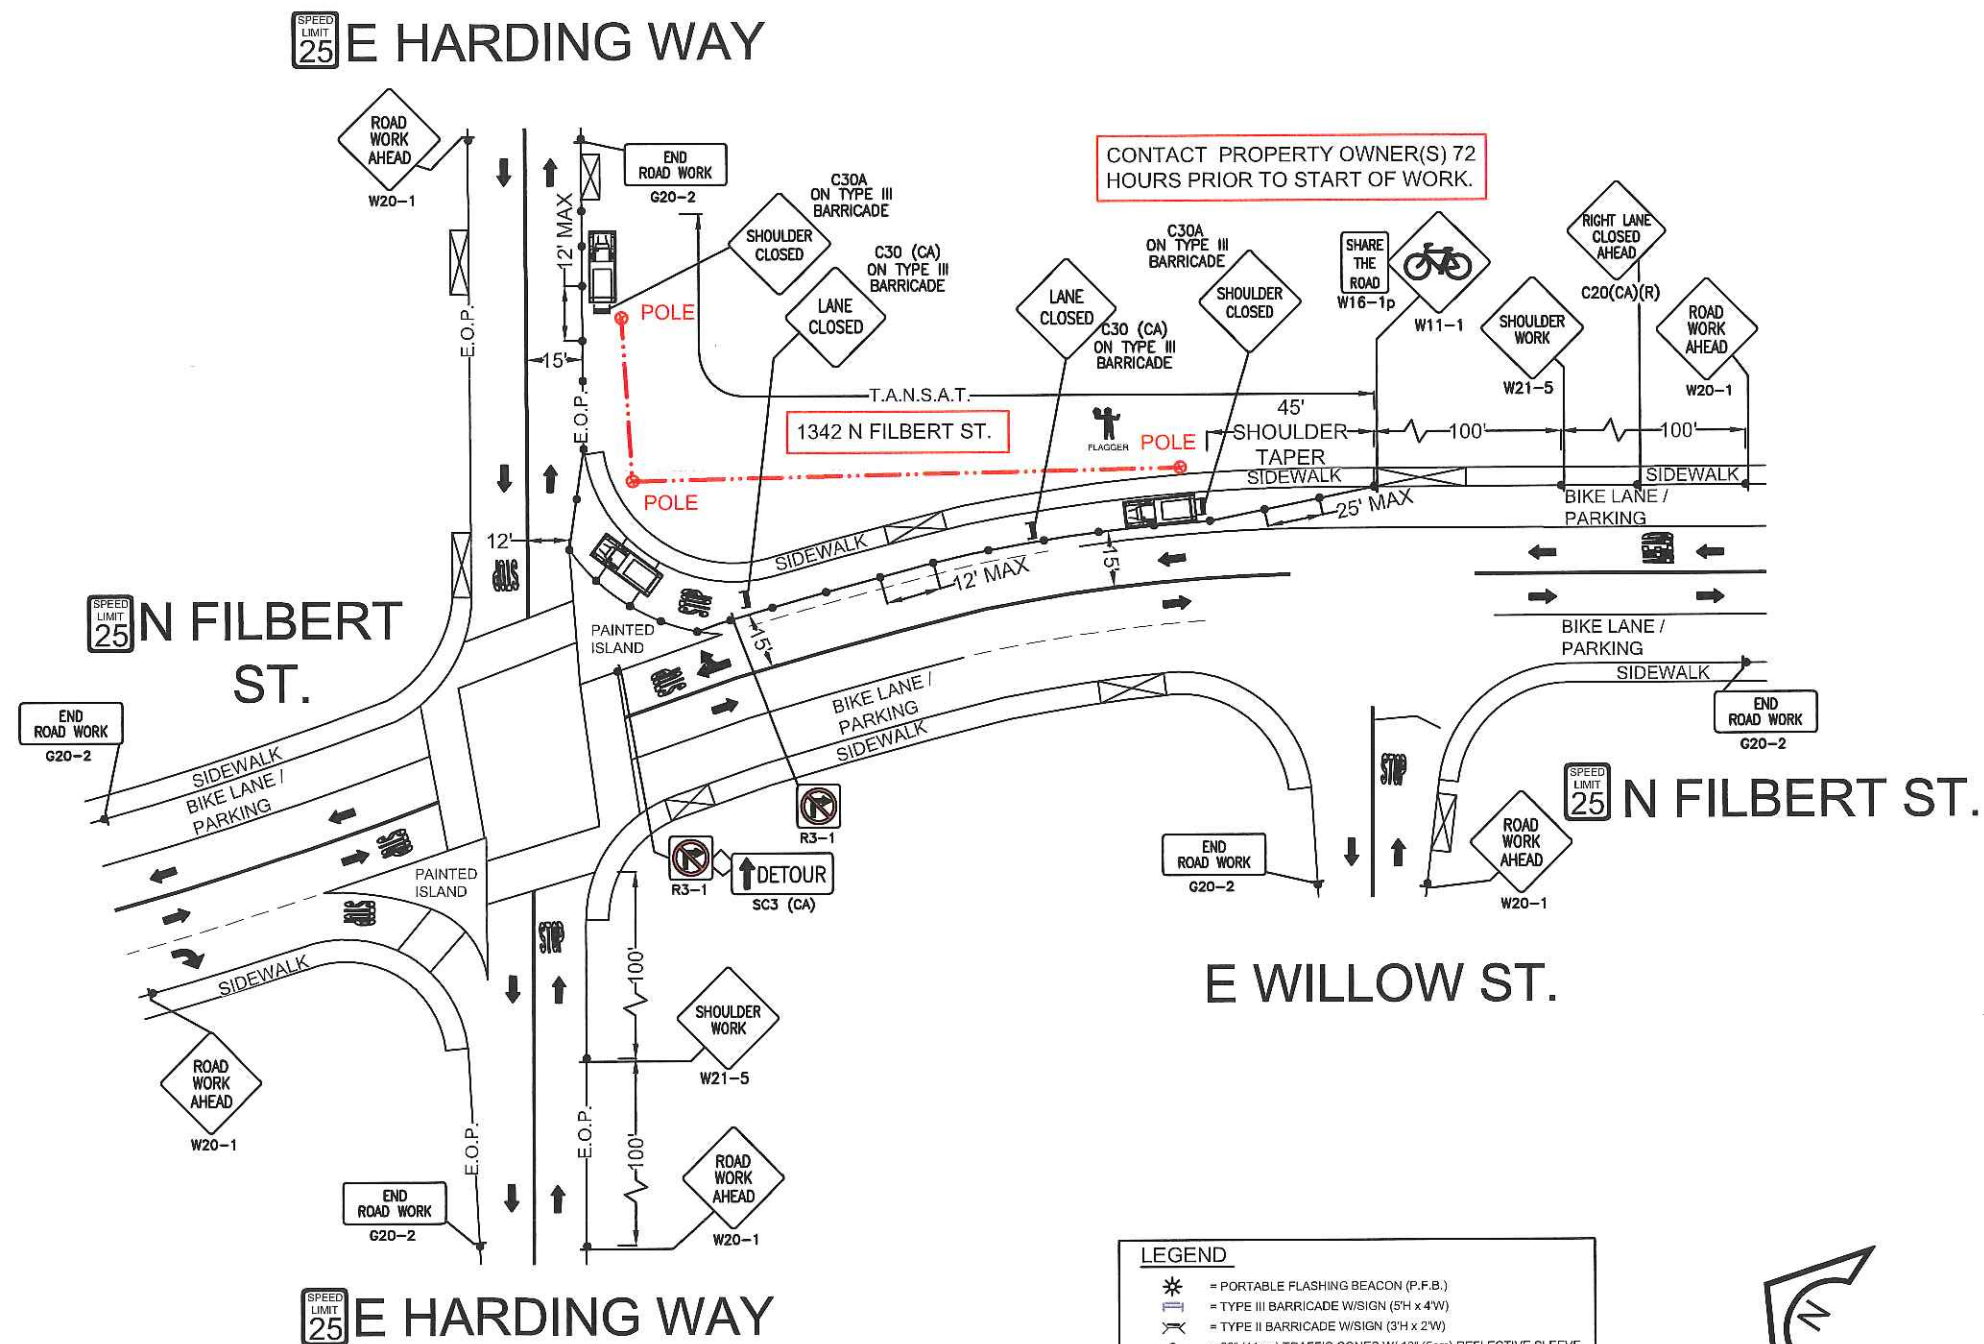 SPEED
LIMIT
25
E HARDING WAY
ROAD
WORK
AHEAD
W20-1
END
ROAD WORK
G20-2
C30A
ON TYPE III
BARRICADE
SHOULDER
CLOSED
C30 (CA)
ON TYPE III
BARRICADE
LANE
CLOSED
CONTACT PROPERTY OWNER(S) 72
HOURS PRIOR TO START OF WORK.
C30A
ON TYPE III
BARRICADE
SHOULDER
CLOSED
LANE
CLOSED
C30 (CA)
ON TYPE III
BARRICADE
SHARE
THE
ROAD
W16-1p
W11-1
RIGHT LANE
CLOSED
AHEAD
C20(CA)(R)
SHOULDER
WORK
W21-5
ROAD
WORK
AHEAD
W20-1
12' MAX
E.O.P.
15'
E.O.P.
POLE
T.A.N.S.A.T.
1342 N FILBERT ST.
FLAGGER
POLE
45'
SHOULDER
TAPER
100'
100'
SIDEWALK
SIDEWALK
BIKE LANE /
PARKING
25' MAX
POLE
12'
STOP
SIDEWALK
12' MAX
15'
STOP
15'
PAINTED
ISLAND
STOP
SPEED
LIMIT
25
N FILBERT
ST.
BIKE LANE /
PARKING
SIDEWALK
BIKE LANE /
PARKING
SIDEWALK
END
ROAD WORK
G20-2
END
ROAD WORK
G20-2
SIDEWALK
BIKE LANE /
PARKING
STOP
PAINTED
ISLAND
STOP
SIDEWALK
R3-1
R3-1
DETOUR
SC3 (CA)
STOP
STOP
SPEED
LIMIT
25
N FILBERT ST.
END
ROAD WORK
G20-2
ROAD
WORK
AHEAD
W20-1
E WILLOW ST.
100'
SHOULDER
WORK
W21-5
ROAD
WORK
AHEAD
W20-1
E.O.P.
E.O.P.
100'
ROAD
WORK
AHEAD
W20-1
END
ROAD WORK
G20-2
SPEED
LIMIT
25
E HARDING WAY
LEGEND
= PORTABLE FLASHING BEACON (P.F.B.)
= TYPE III BARRICADE W/SIGN (5'H x 4'W)
= TYPE II BARRICADE W/SIGN (3'H x 2'W)
N